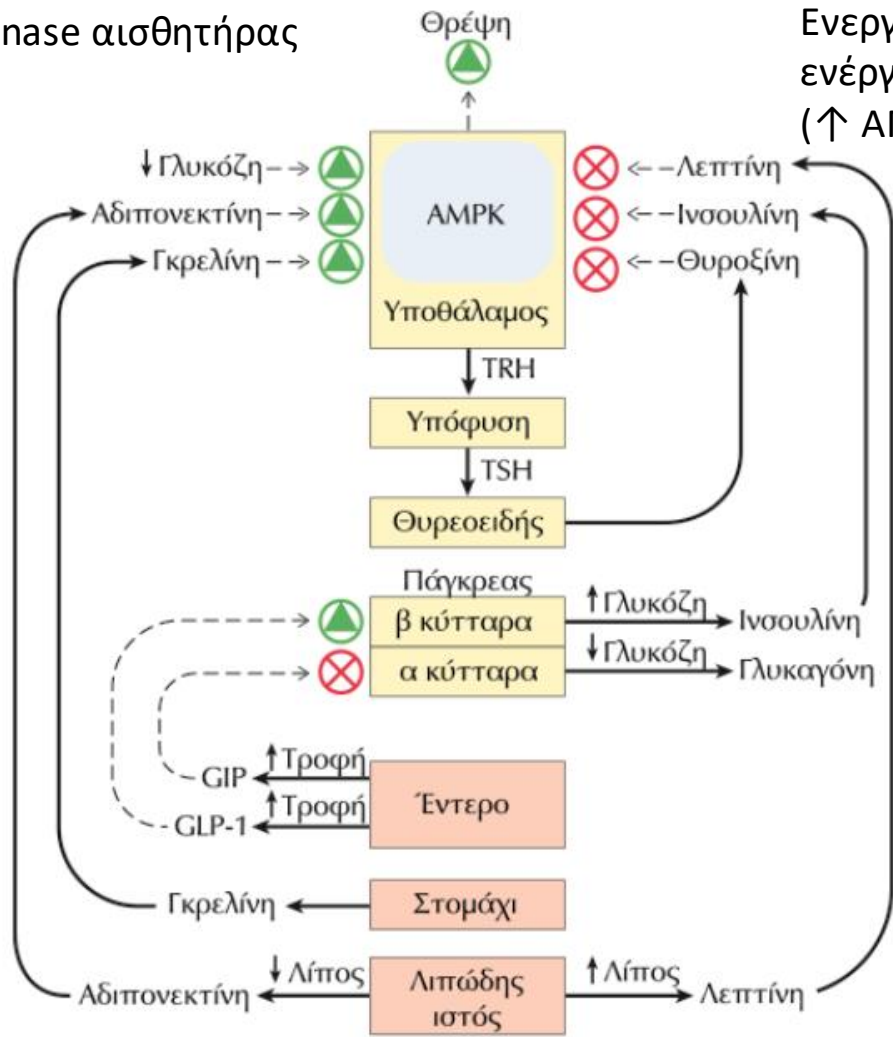 nase αισθητήρας
Ενεργ
ενέργ
(↑ Al
Θρέψη
↓ Γλυκόζη
Αδιπονεκτίνη
Γκρελίνη
AMPK
Υποθάλαμος
Λεπτίνη
Ινσουλίνη
Θυροξίνη
TRH
Υπόφυση
TSH
Θυρεοειδής
Πάγκρεας
β κύτταρα
↑ Γλυκόζη
Ινσουλίνη
α κύτταρα
↓ Γλυκόζη
Γλυκαγόνη
GIP
↑ Τροφή
GLP-1
↑ Τροφή
Έντερο
Γκρελίνη
Στομάχι
Αδιπονεκτίνη
↓ Λίπος
Λιπώδης
ιστός
↑ Λίπος
Λεπτίνη